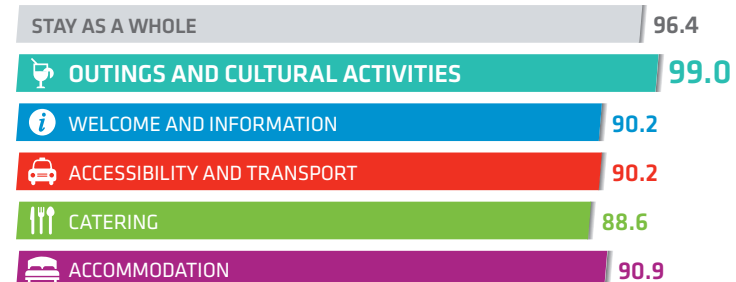 STAY AS A WHOLE 96.4
OUTINGS AND CULTURAL ACTIVITIES 99.0
i WELCOME AND INFORMATION 90.2
ACCESSIBILITY AND TRANSPORT 90.2
CATERING 88.6
ACCOMMODATION 90.9